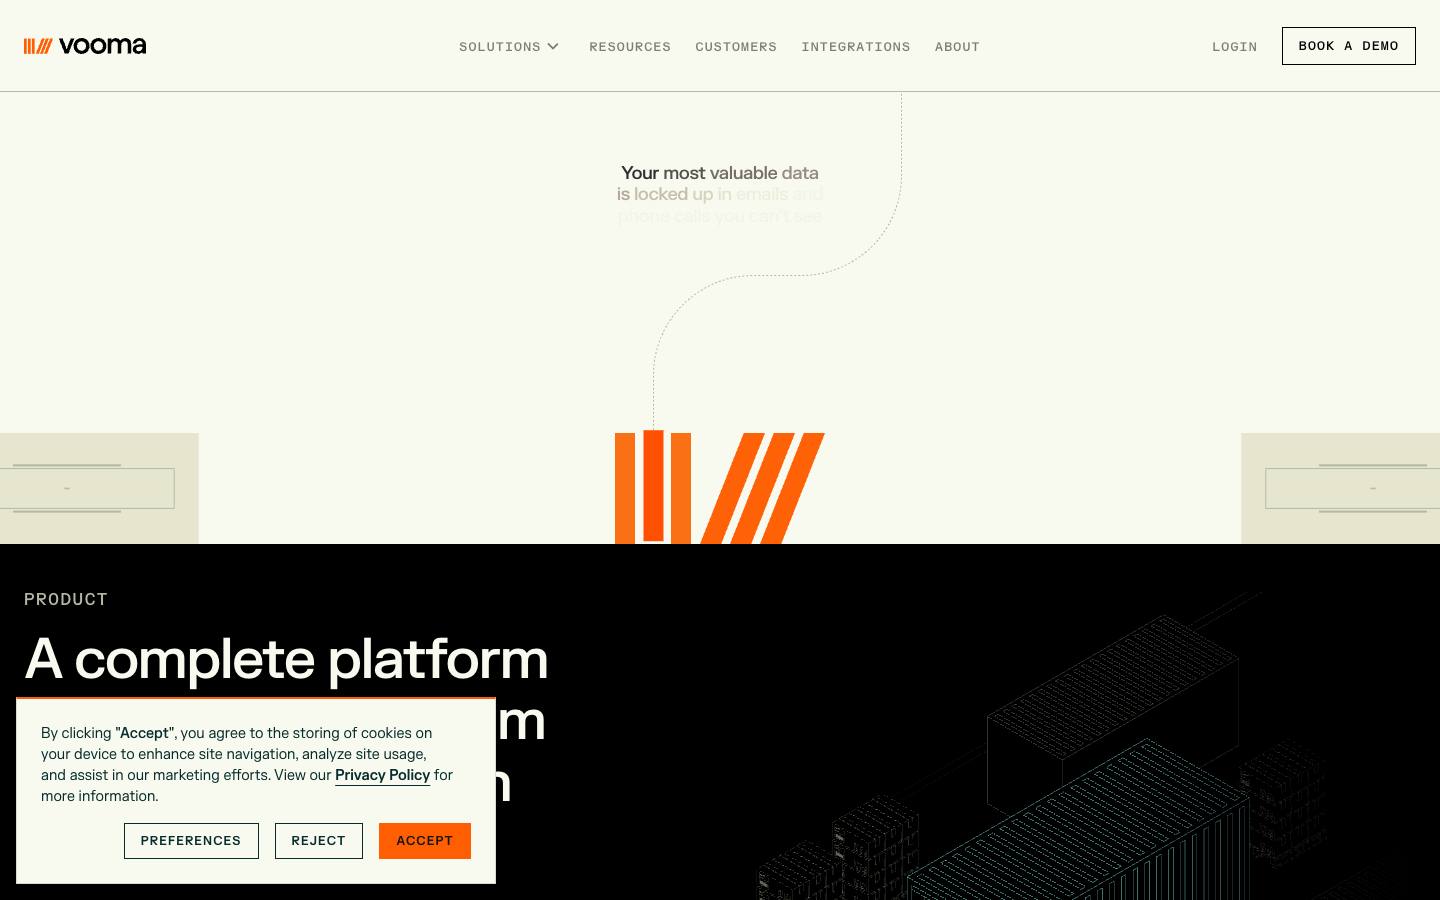 vooma
SOLUTIONS
RESOURCES
CUSTOMERS
INTEGRATIONS
ABOUT
LOGIN
BOOK A DEMO
Your most valuable data
is locked up in emails and
phone calls you can't see
PRODUCT
A complete platform
By clicking "Accept", you agree to the storing of cookies on
your device to enhance site navigation, analyze site usage,
and assist in our marketing efforts. View our Privacy Policy for
more information.
PREFERENCES
REJECT
ACCEPT